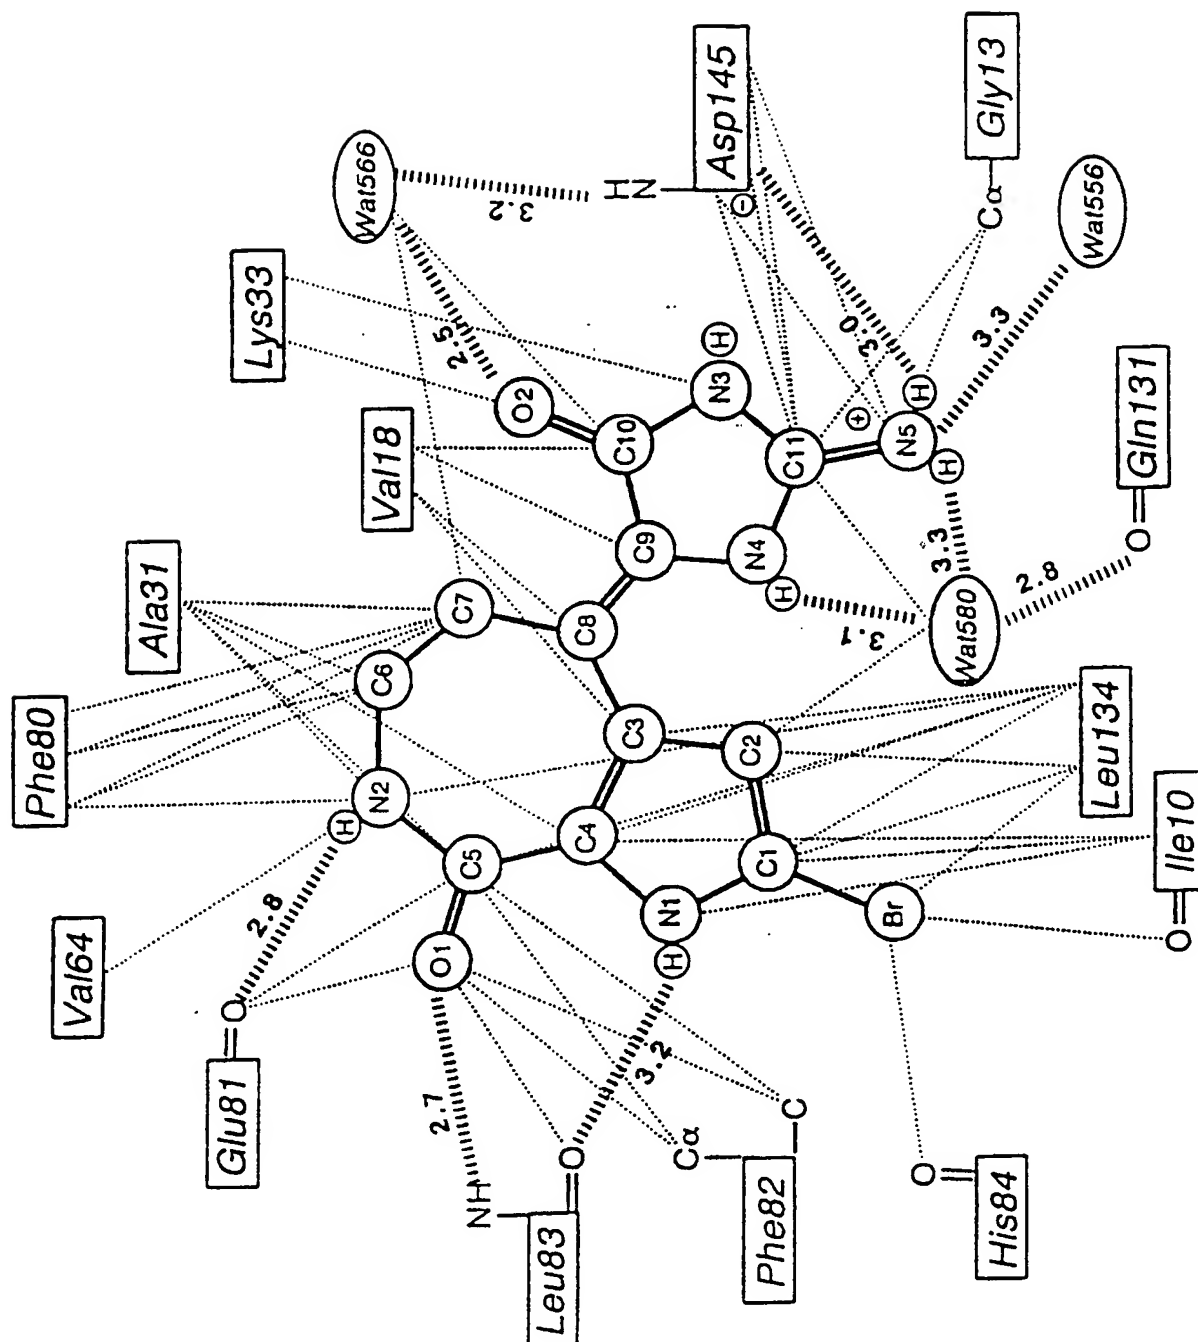 Phe80
Val64
Ala31
Glu81 O
2.8
Lys33
Wat566
Val18
H N2 C6
2.7
O1
2.5
C5 C7
NH
3.2
O2
Leu83 O
C4 C8
C10
HN
C3 C9
3.2
H N1
Cα
N3 H
Asp145
−
C2 N4
H
Phe82 C
C1 C11
+
3.0
3.1
Br
N5
H
H
O
3.3
Wat580
His84
Cα Gly13
3.3
2.8
Wat556
Leu134
O Gln131
O Ile10